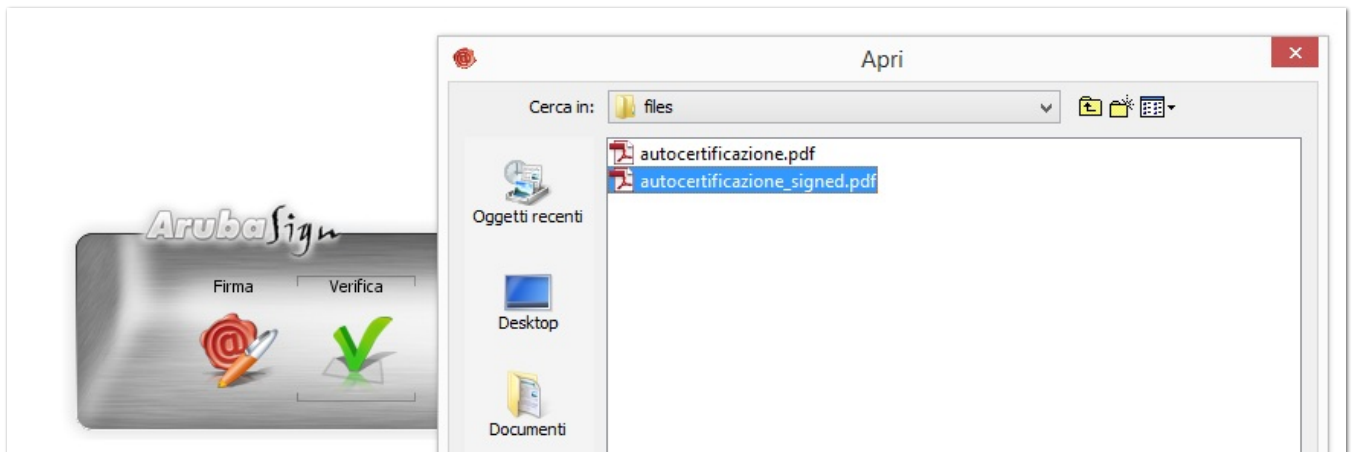 Apri
Cerca in: files
autocertificazione.pdf
autocertificazione_signed.pdf
Oggetti recenti
ArubaSign
Firma Verifica
Desktop
Documenti